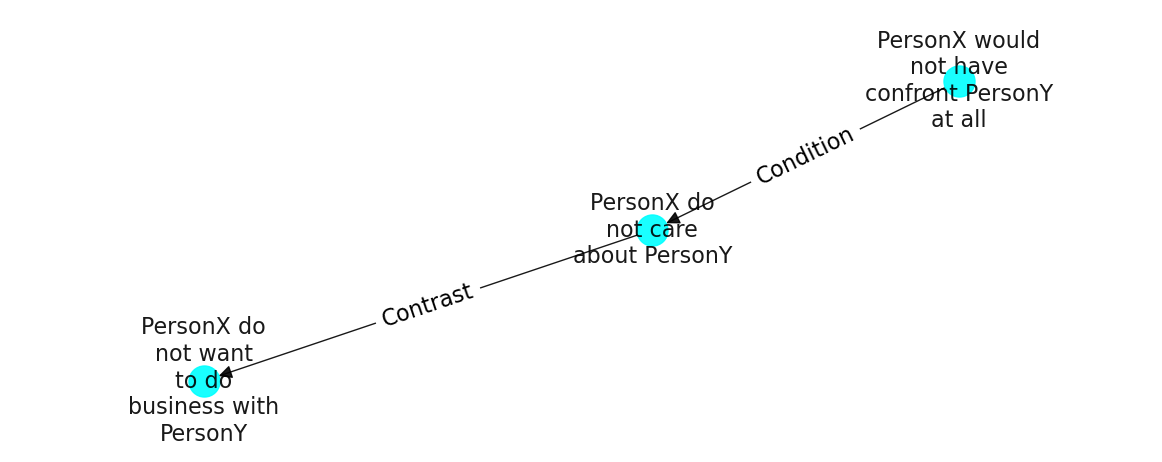 PersonX would
not have
confront PersonY
at all
Condition
PersonX do
not care
about PersonY
Contrast
PersonX do
not want
to do
business with
PersonY